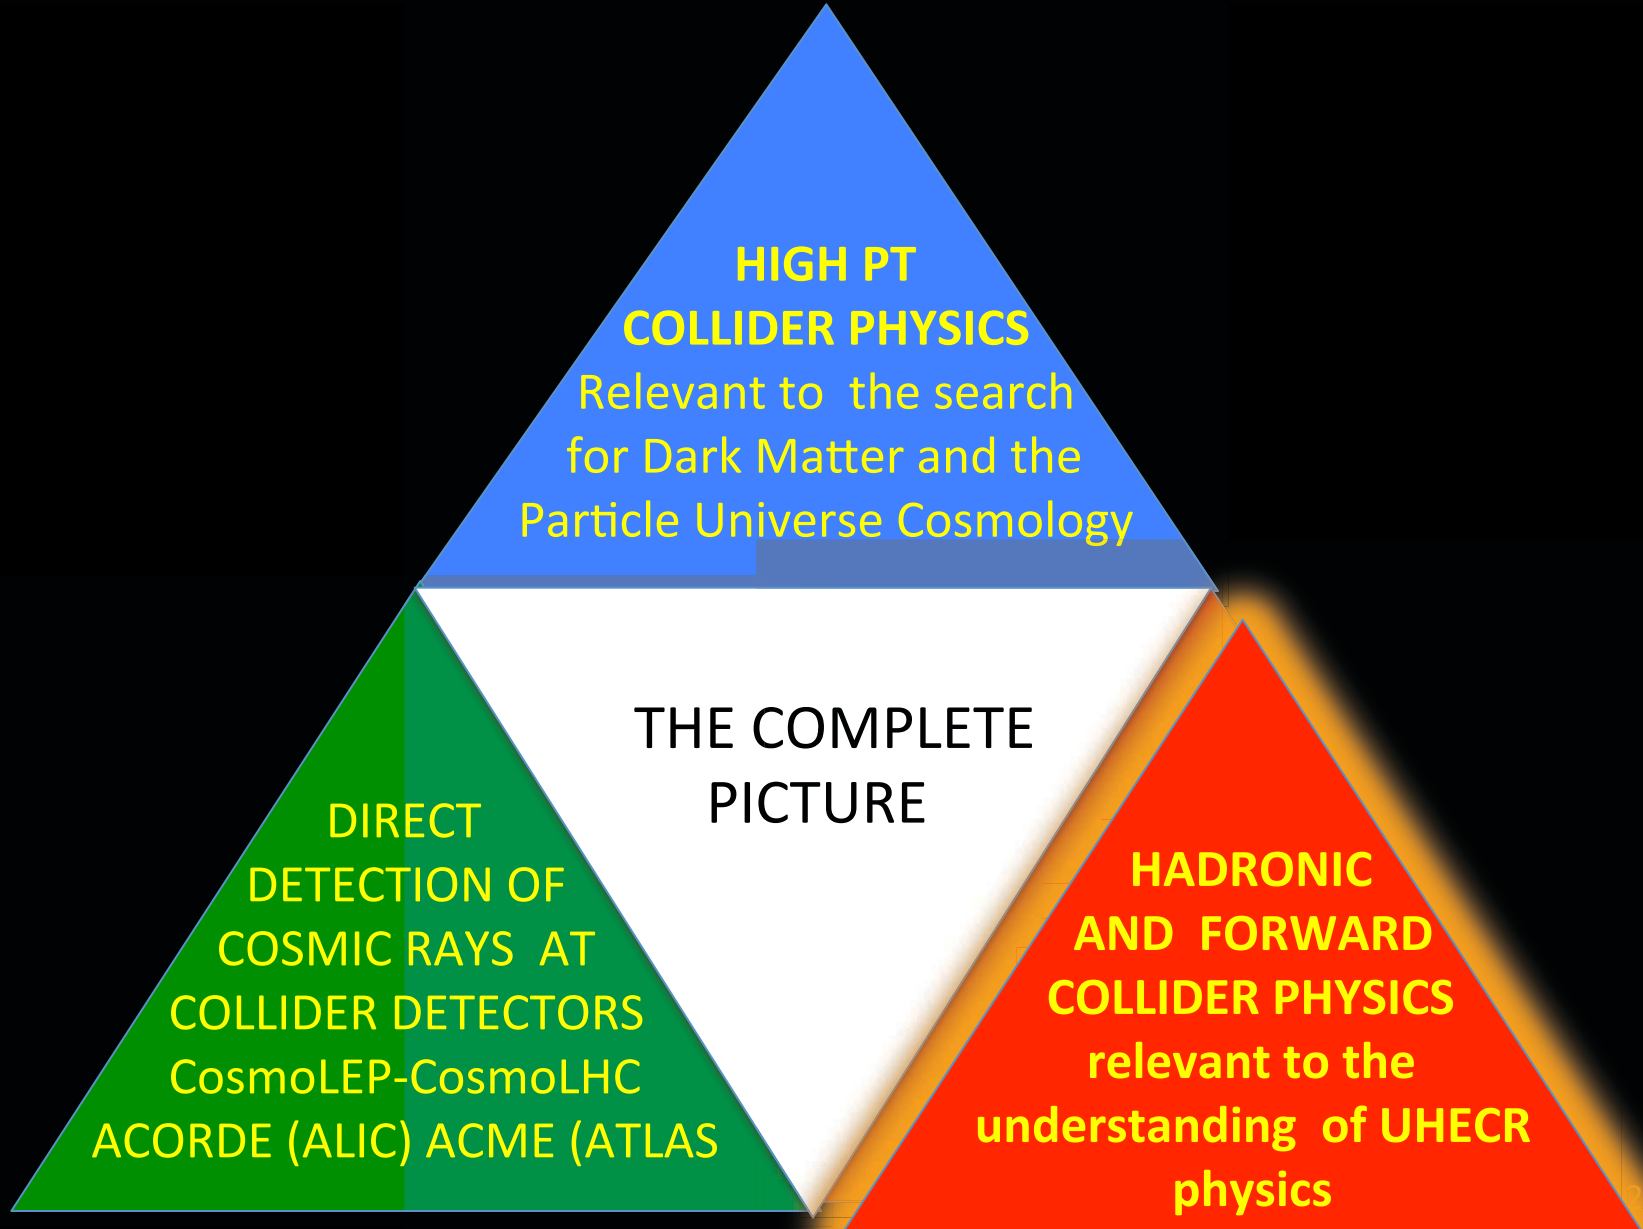 HIGH PT
COLLIDER PHYSICS
Relevant to the search
for Dark Matter and the
Particle Universe Cosmology
THE COMPLETE
PICTURE
DIRECT
DETECTION OF
COSMIC RAYS AT
COLLIDER DETECTORS
CosmoLEP-CosmoLHC
ACORDE (ALIC) ACME (ATLAS
HADRONIC
AND FORWARD
COLLIDER PHYSICS
relevant to the
understanding of UHECR
physics